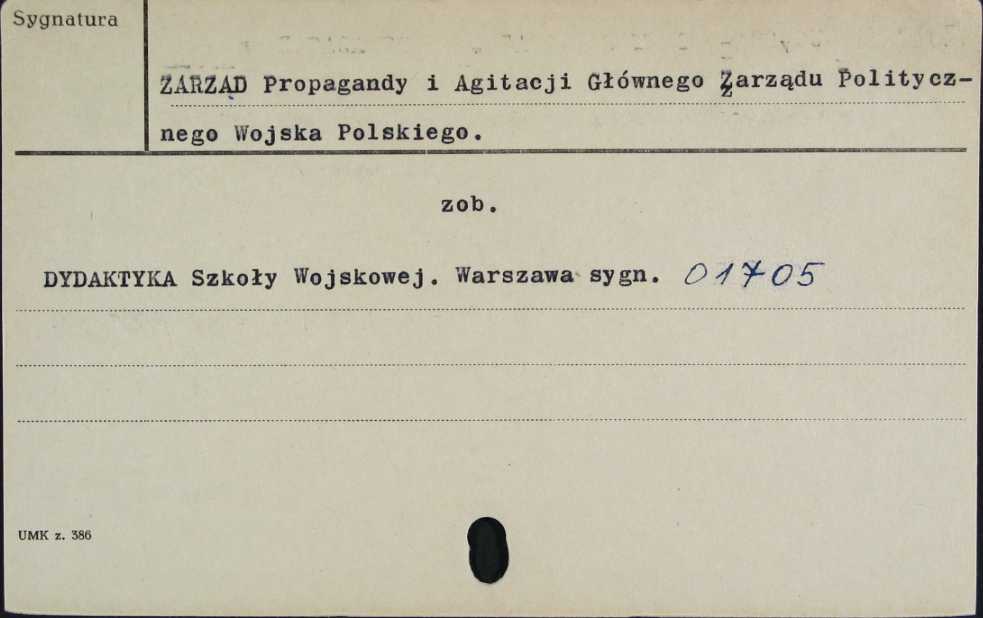 Sygnatura
ZARZĄD Propagandy i Agitacji Głównego Zarządu Politycz-
nego Wojska Polskiego.
zob.
DYDAKTYKA Szkoły Wojskowej. Warszawa sygn. 01705
UMK z. 386